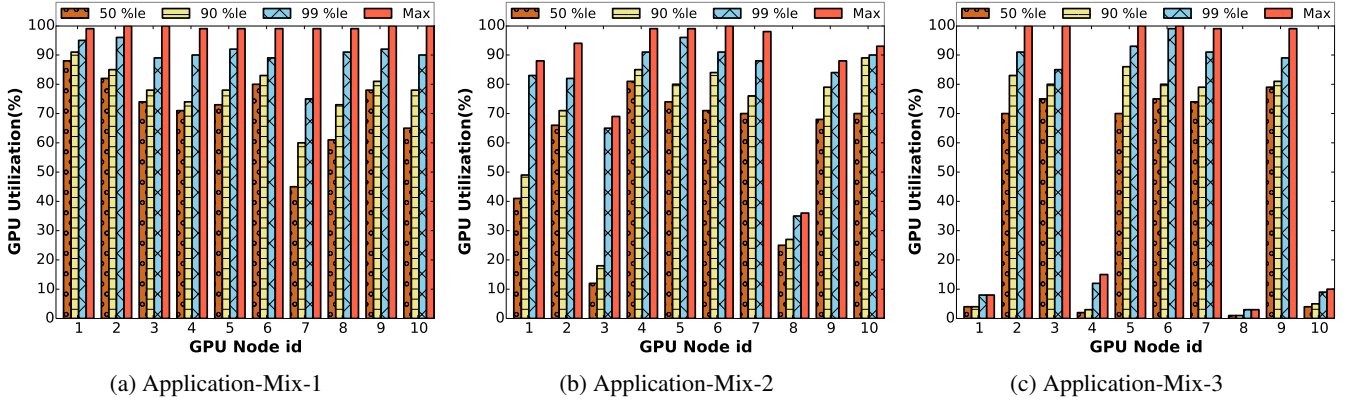 50 %le 90 %le 99 %le Max
GPU Utilization(%)
100
90
80
70
60
50
40
30
20
10
0
1 2 3 4 5 6 7 8 9 10
GPU Node id
(a) Application-Mix-1
50 %le 90 %le 99 %le Max
GPU Utilization(%)
100
90
80
70
60
50
40
30
20
10
0
1 2 3 4 5 6 7 8 9 10
GPU Node id
(b) Application-Mix-2
50 %le 90 %le 99 %le Max
GPU Utilization(%)
100
90
80
70
60
50
40
30
20
10
0
1 2 3 4 5 6 7 8 9 10
GPU Node id
(c) Application-Mix-3